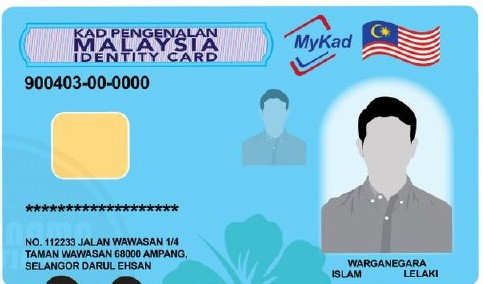 KAD PENGENALAN
MALAYSIA
IDENTITY CARD
MyKad
900403-00-0000
*******************
NO. 112233 JALAN WAWASAN 1/4
TAMAN WAWASAN 68000 AMPANG,
SELANGOR DARUL EHSAN
WARGANEGARA
ISLAM LELAKI